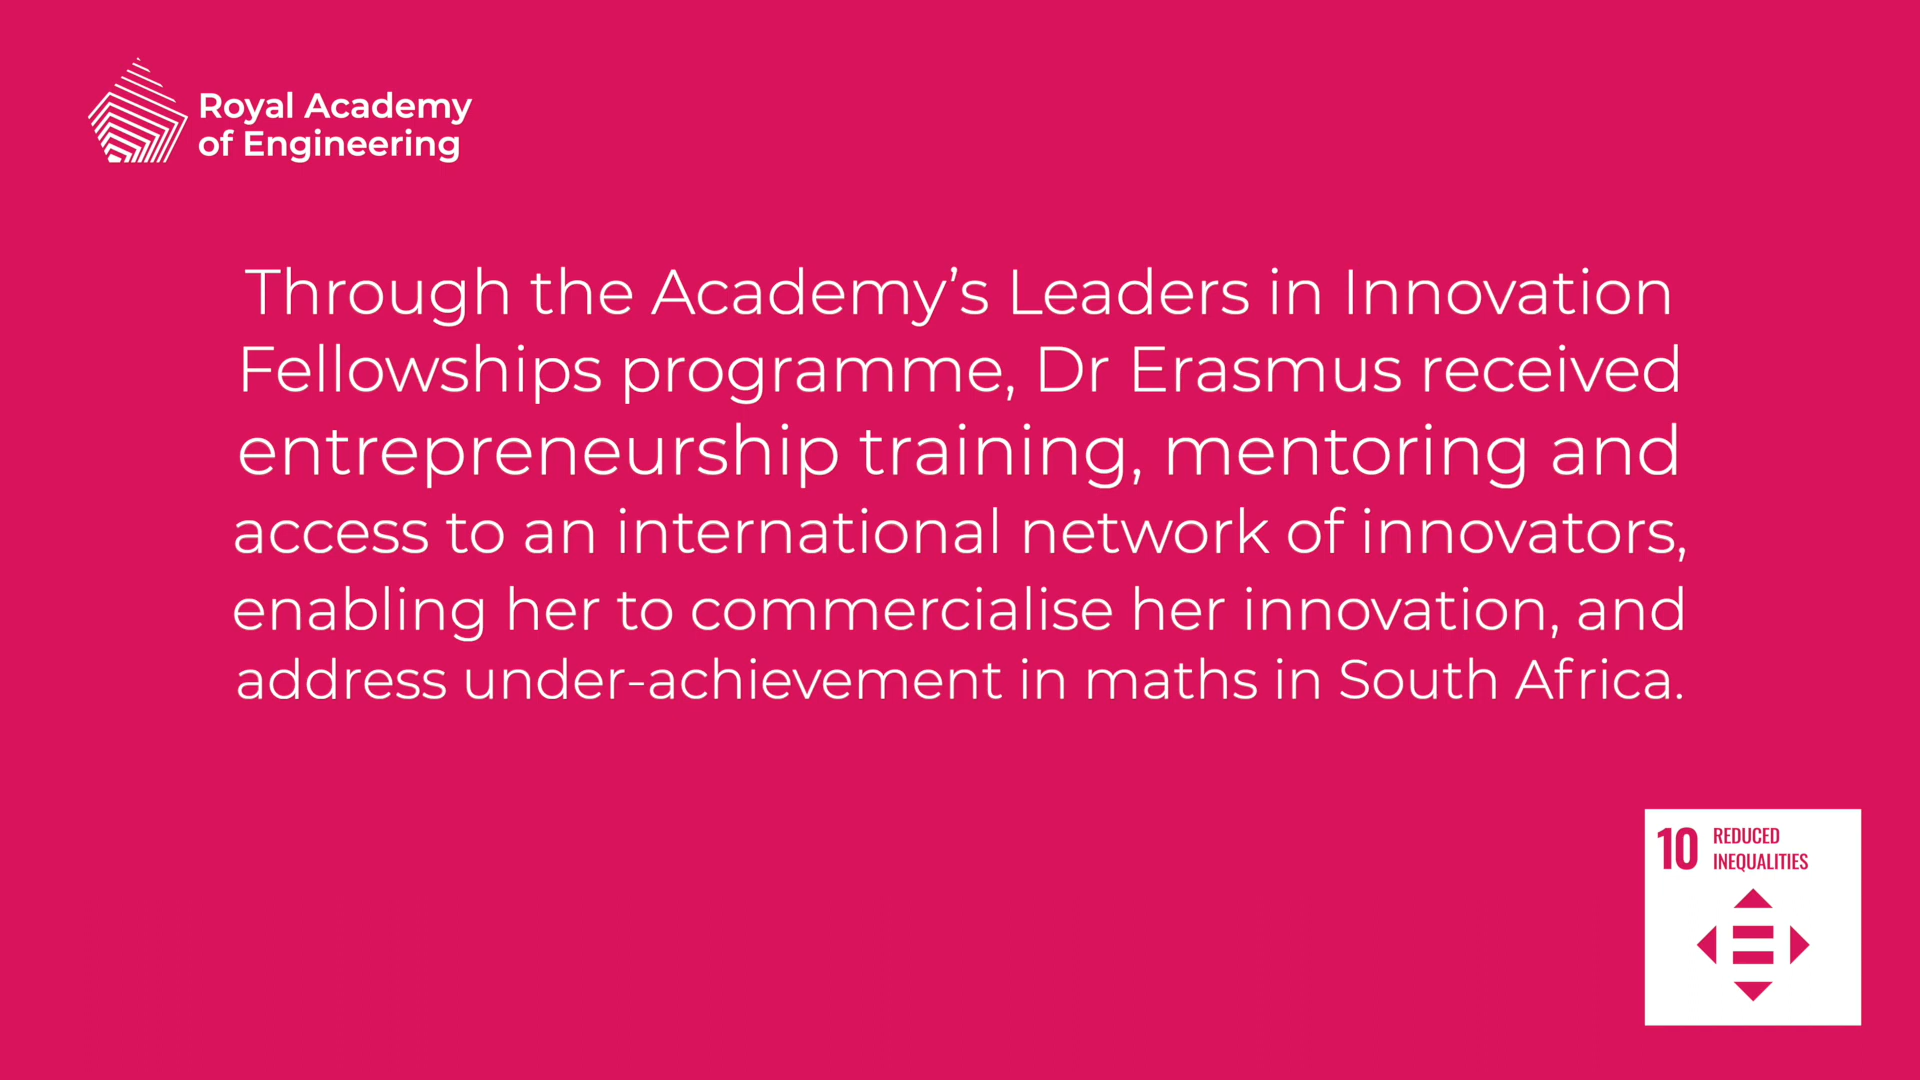 Royal Academy
of Engineering
Through the Academy’s Leaders in Innovation
Fellowships programme, Dr Erasmus received
entrepreneurship training, mentoring and
access to an international network of innovators,
enabling her to commercialise her innovation, and
address under-achievement in maths in South Africa.
10 REDUCED
INEQUALITIES